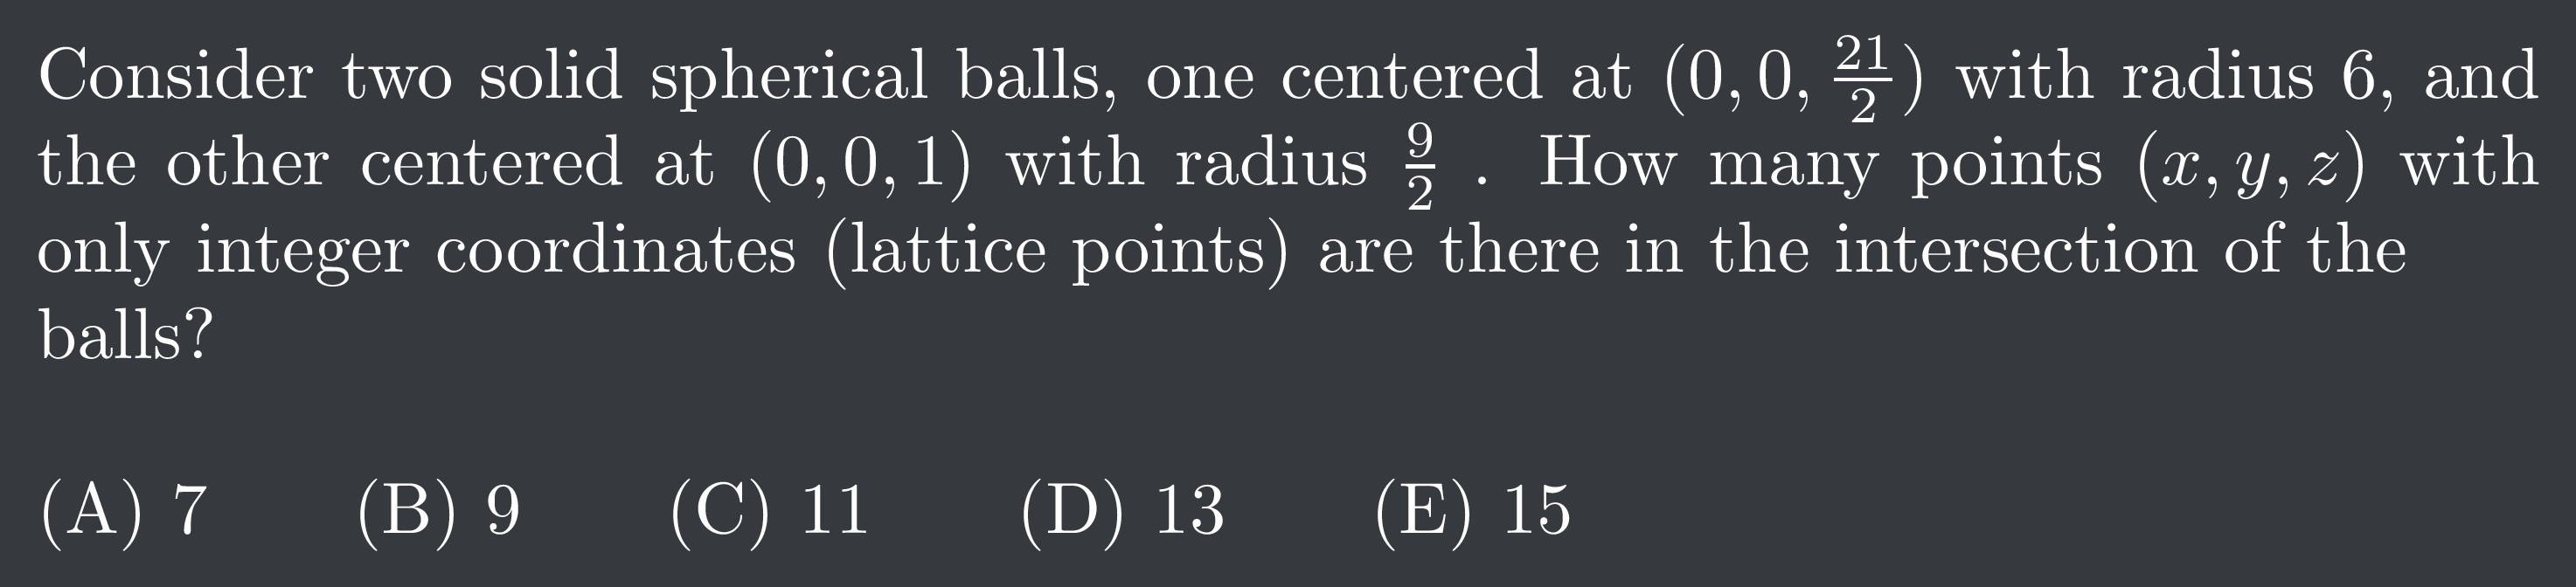 Consider two solid spherical balls, one centered at (0, 0, 21/2) with radius 6, and
the other centered at (0, 0, 1) with radius 9/2 . How many points (x, y, z) with
only integer coordinates (lattice points) are there in the intersection of the
balls?
(A) 7 (B) 9 (C) 11 (D) 13 (E) 15